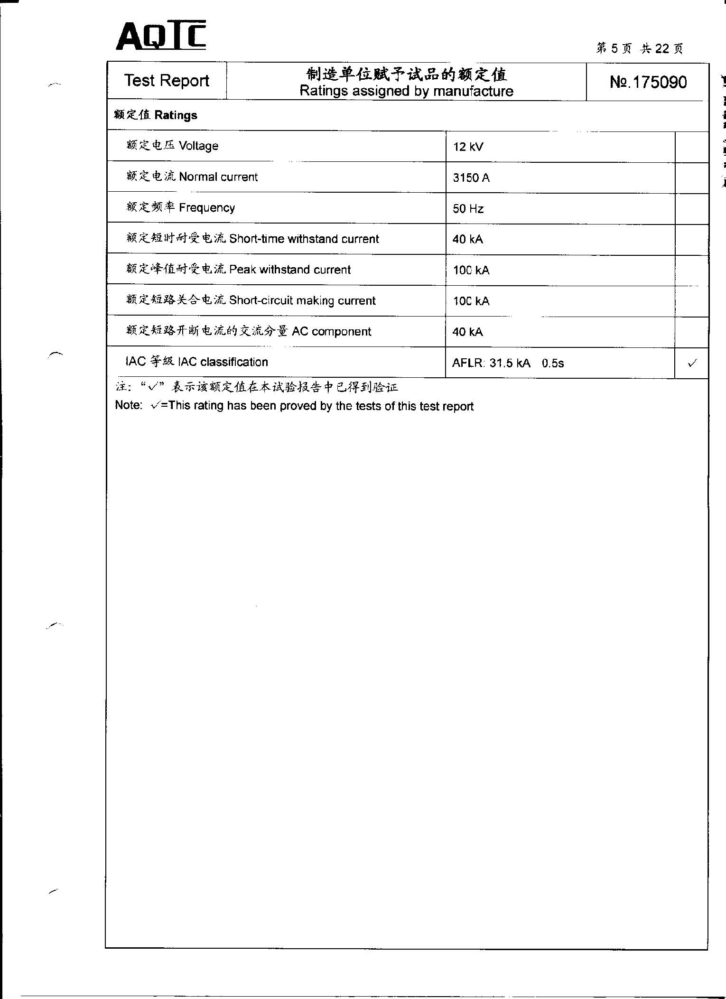 AQTC
第 5 页 共 22 页
Test Report
制造单位赋予试品的额定值
Ratings assigned by manufacture
№.175090
额定值 Ratings
额定电压 Voltage 12 kV
额定电流 Normal current 3150 A
额定频率 Frequency 50 Hz
额定短时耐受电流 Short-time withstand current 40 kA
额定峰值耐受电流 Peak withstand current 100 kA
额定短路关合电流 Short-circuit making current 100 kA
额定短路开断电流的交流分量 AC component 40 kA
IAC 等级 IAC classification AFLR: 31.5 kA 0.5s ✓
注: “✓” 表示该额定值在本试验报告中已得到验证
Note: ✓=This rating has been proved by the tests of this test report